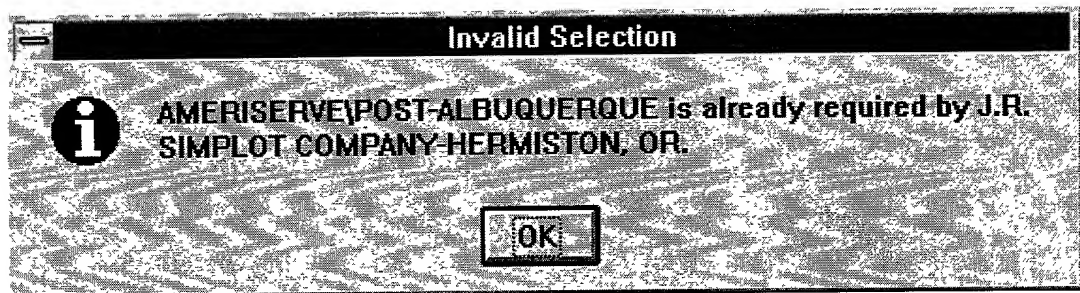 Invalid Selection
AMERISERVE\POST-ALBUQUERQUE is already required by J.R.
SIMPLOT COMPANY-HERMISTON, OR.
OK